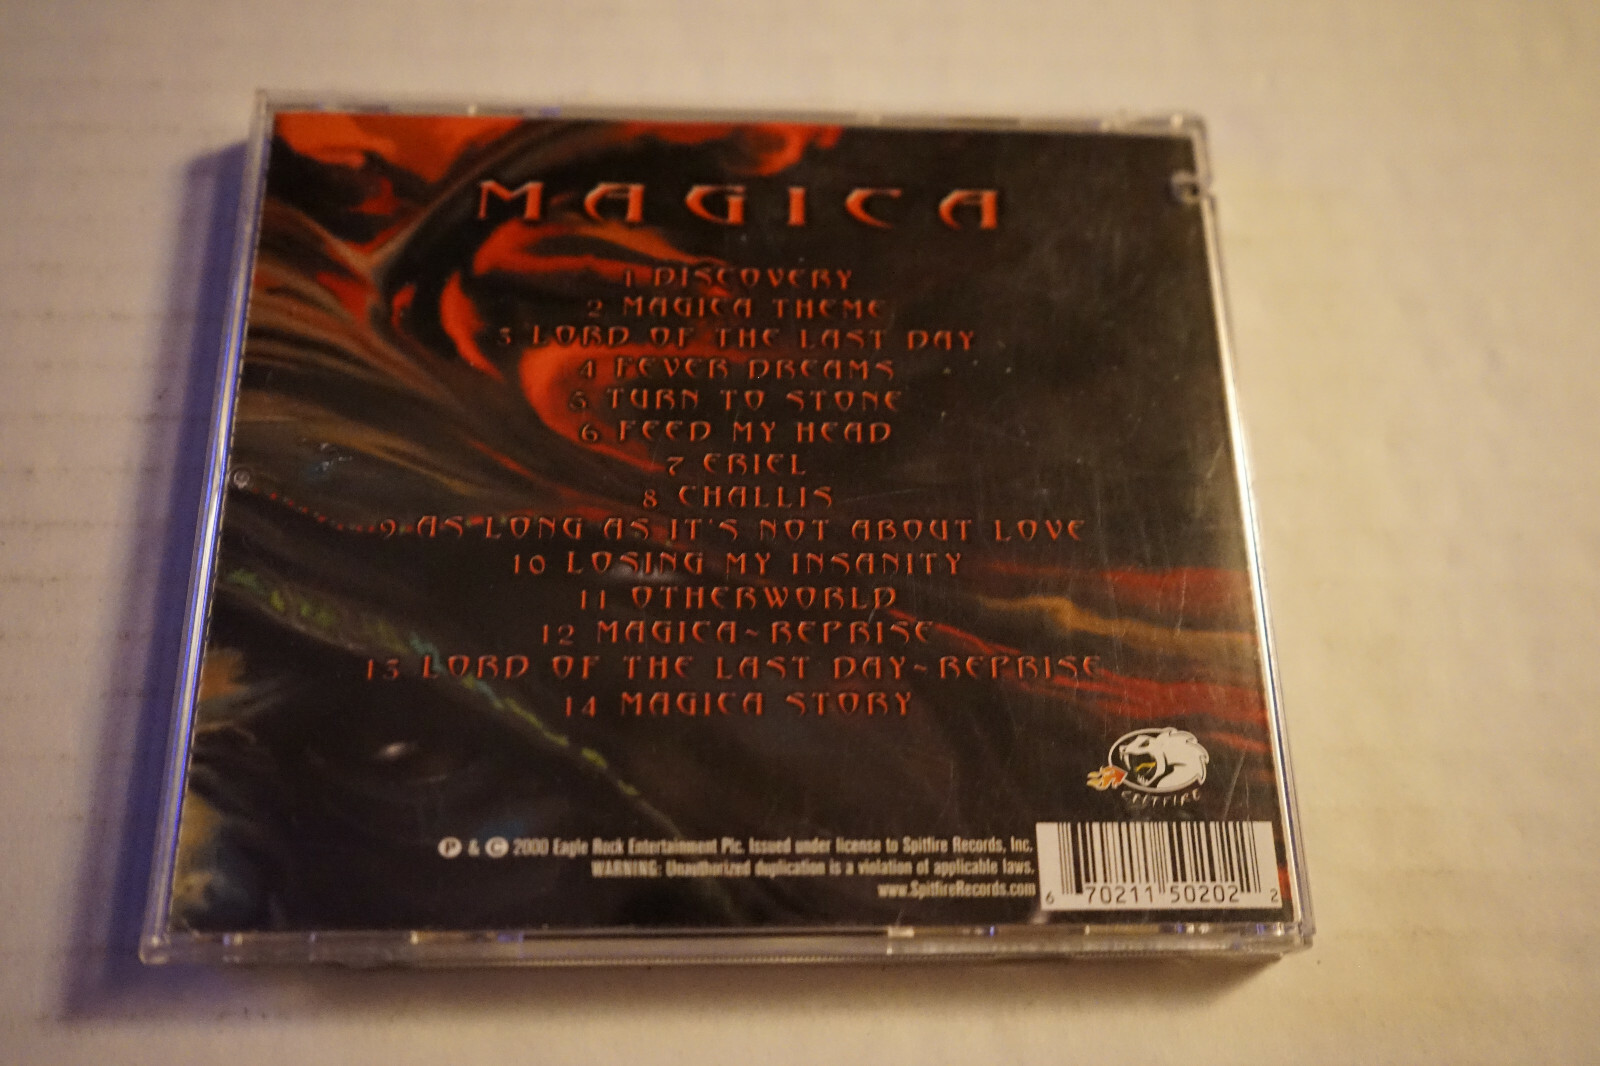 MAGICA
1 DISCOVERY
2 MAGICA THEME
3 LORD OF THE LAST DAY
4 FEVER DREAMS
5 TURN TO STONE
6 FEED MY HEAD
7 ERIEL
8 CHALLIS
9 AS LONG AS IT'S NOT ABOUT LOVE
10 LOSING MY INSANITY
11 OTHERWORLD
12 MAGICA~REPRISE
13 LORD OF THE LAST DAY~REPRISE
14 MAGICA STORY
SPITFIRE
℗ & © 2000 Eagle Rock Entertainment Plc. Issued under license to Spitfire Records, Inc.
WARNING: Unauthorized duplication is a violation of applicable laws.
www.SpitfireRecords.com
6 70211 50202 2